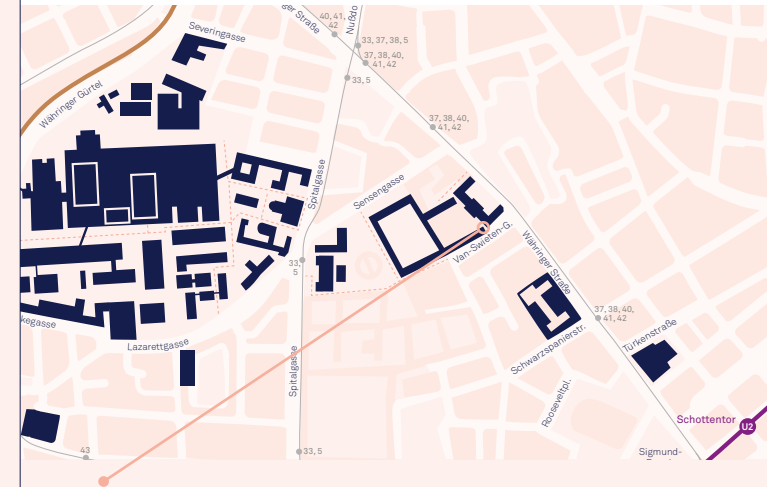 ger Straße
40, 41,
42
Nußdo
Severingasse
33, 37, 38, 5
37, 38, 40,
41, 42
33, 5
Währinger Gürtel
37, 38, 40,
41, 42
Spitalgasse
Sensengasse
Van-Swieten-G.
Währinger Straße
33,
5
37, 38, 40,
41, 42
kegasse
Lazarettgasse
Türkenstraße
Schwarzspanierstr.
Spitalgasse
Rooseveltpl.
Schottentor
U2
43
33, 5
Sigmund-